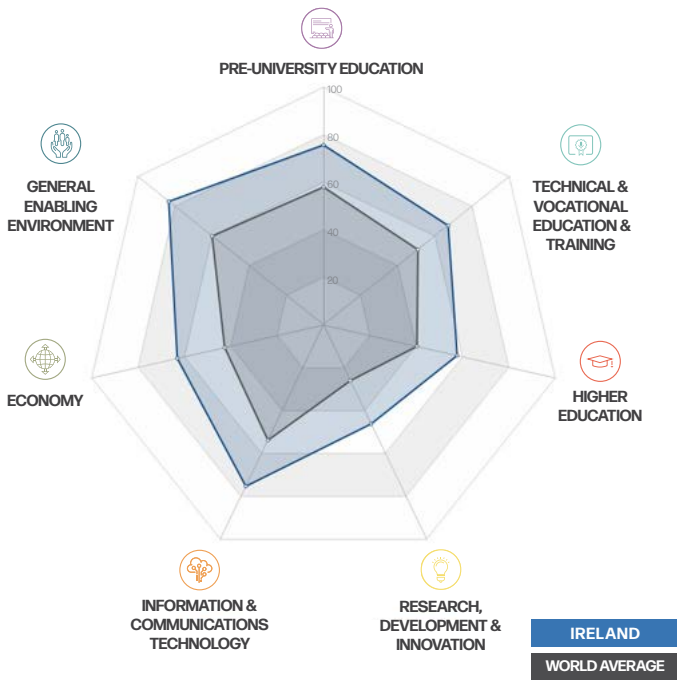 PRE-UNIVERSITY EDUCATION
100
80
60
40
20
GENERAL
ENABLING
ENVIRONMENT
TECHNICAL &
VOCATIONAL
EDUCATION &
TRAINING
ECONOMY
HIGHER
EDUCATION
INFORMATION &
COMMUNICATIONS
TECHNOLOGY
RESEARCH,
DEVELOPMENT &
INNOVATION
IRELAND
WORLD AVERAGE